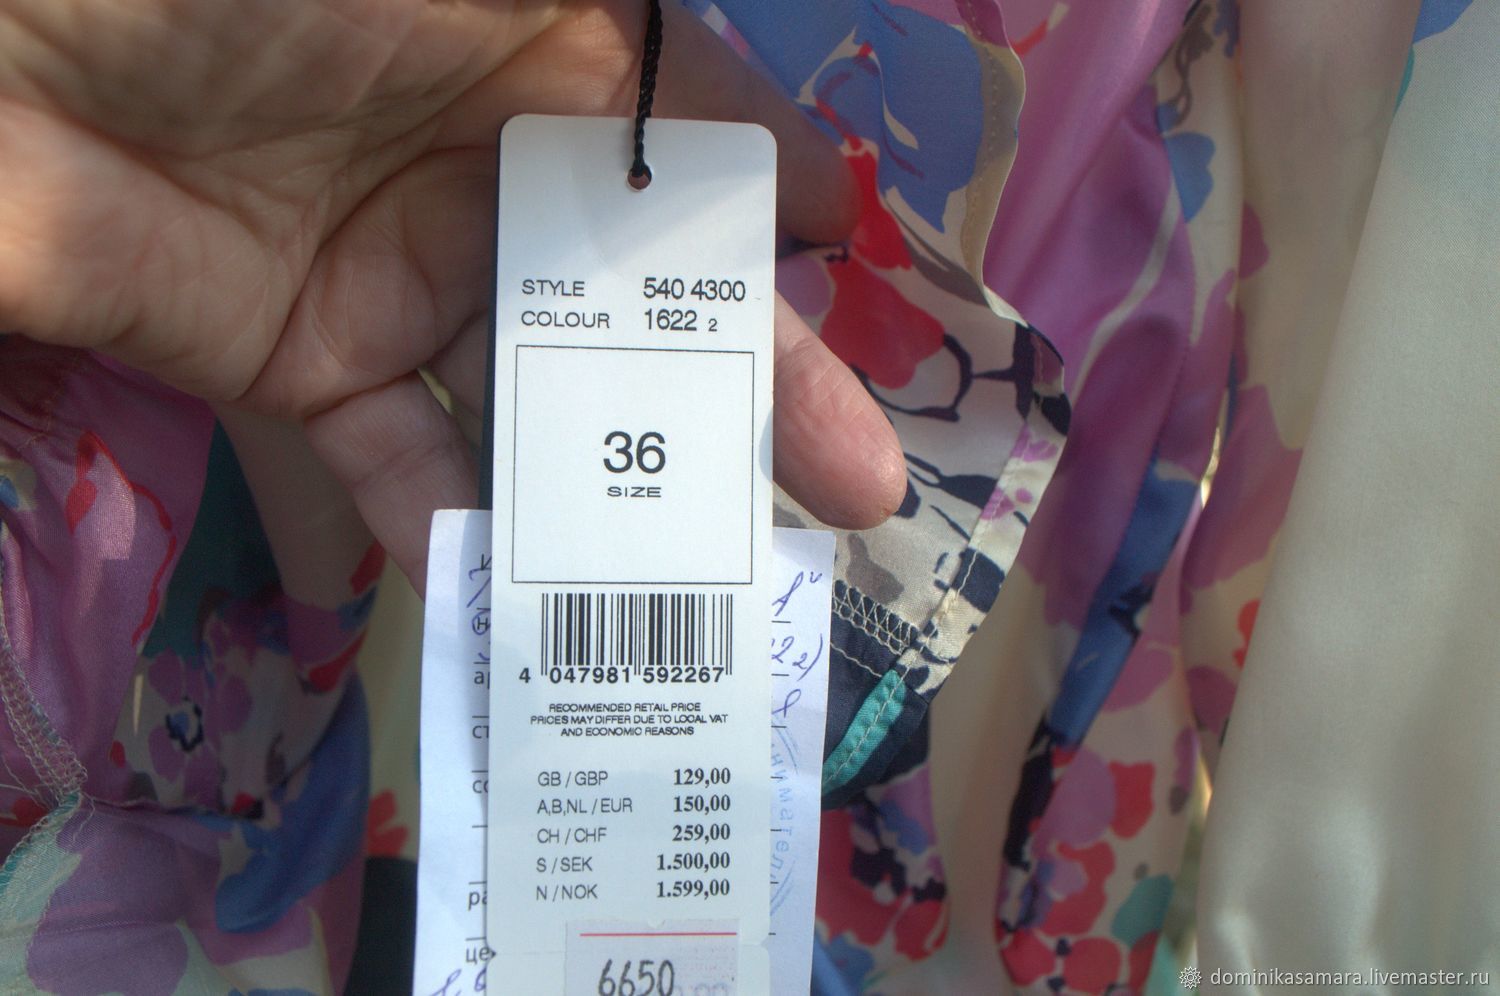 STYLE 540 4300
COLOUR 1622 2
36
SIZE
4 047981 592267
RECOMMENDED RETAIL PRICE
PRICES MAY DIFFER DUE TO LOCAL VAT
AND ECONOMIC REASONS
GB / GBP 129,00
A,B,NL / EUR 150,00
CH / CHF 259,00
S / SEK 1.500,00
N / NOK 1.599,00
6650
dominikasamara.livemaster.ru